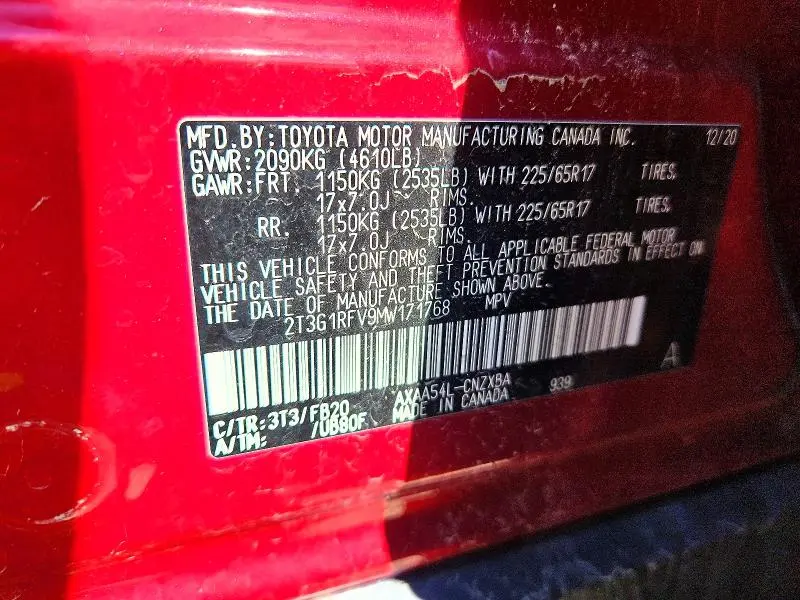 MFD. BY: TOYOTA MOTOR MANUFACTURING CANADA INC. 12/20
GVWR: 2090KG (4610LB)
GAWR: FRT. 1150KG (2535LB) WITH 225/65R17 TIRES,
17x7.0J RIMS.
RR. 1150KG (2535LB) WITH 225/65R17 TIRES,
17x7.0J RIMS.
THIS VEHICLE CONFORMS TO ALL APPLICABLE FEDERAL MOTOR
VEHICLE SAFETY AND THEFT PREVENTION STANDARDS IN EFFECT ON
THE DATE OF MANUFACTURE SHOWN ABOVE.
2T3G1RFV9MW171768 MPV
A
C/TR: 3T3/FB20 AXAA54L-CNZXBA 939
A/TM: /UB80F MADE IN CANADA